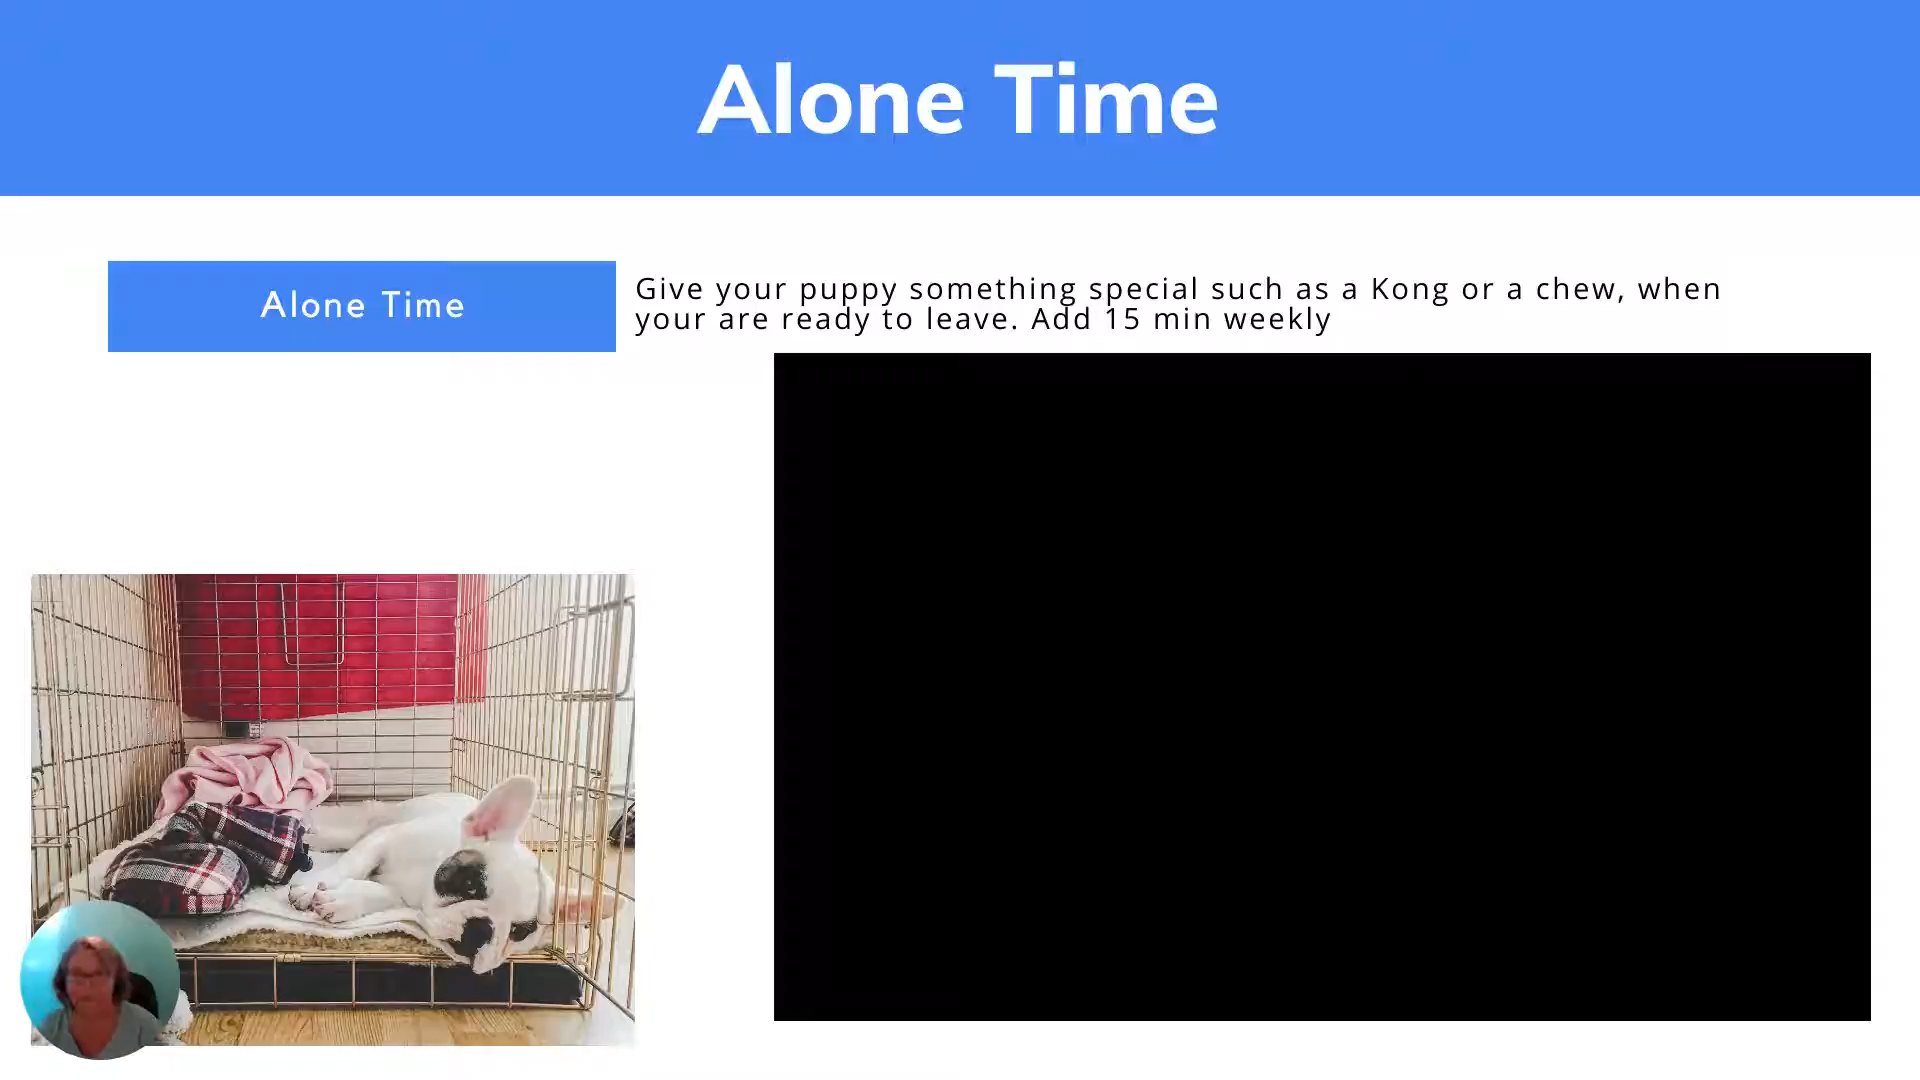 Alone Time
Alone Time
Give your puppy something special such as a Kong or a chew, when
your are ready to leave. Add 15 min weekly